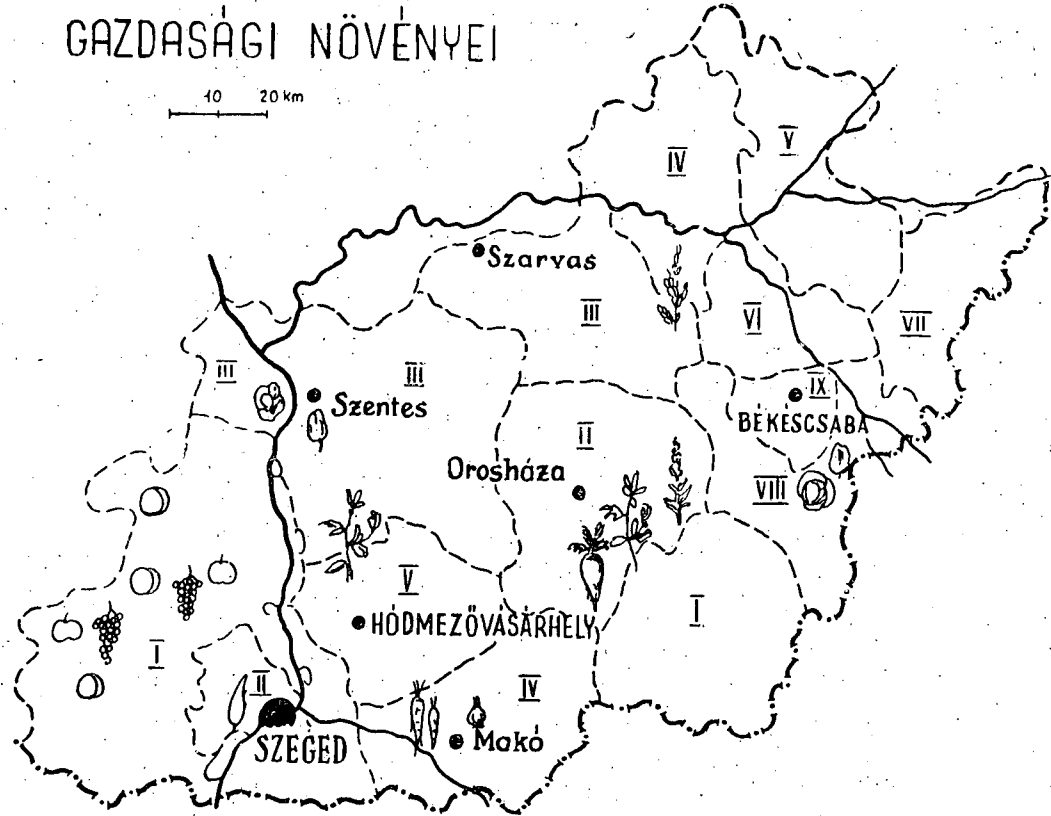 GAZDASÁGI NÖVÉNYEI
10 20 km
V
IV
Szarvas
III
VI
VII
III
III
IX
Szentes
BÉKÉSCSABA
II
Orosháza
VIII
V
I
HÓDMEZŐVÁSÁRHELY
I
II
IV
SZEGED
Makó